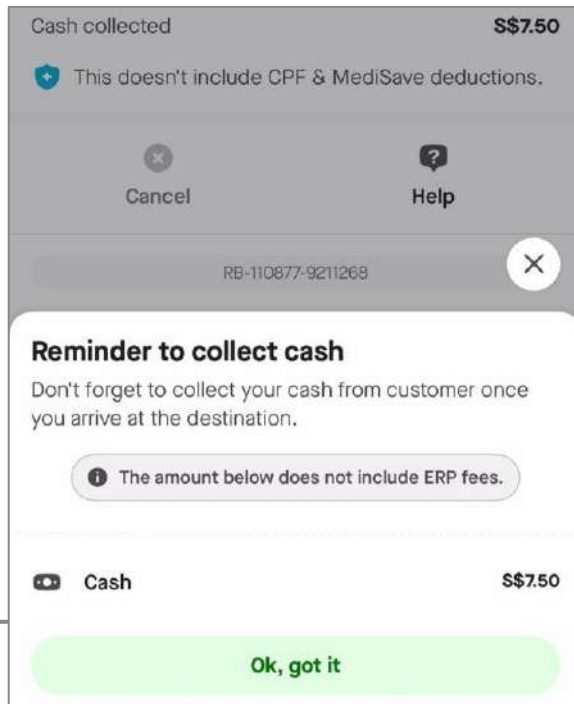 Cash collected S$7.50
This doesn't include CPF & MediSave deductions.
Cancel Help
RB-110877-9211268
Reminder to collect cash
Don't forget to collect your cash from customer once
you arrive at the destination.
The amount below does not include ERP fees.
Cash S$7.50
Ok, got it